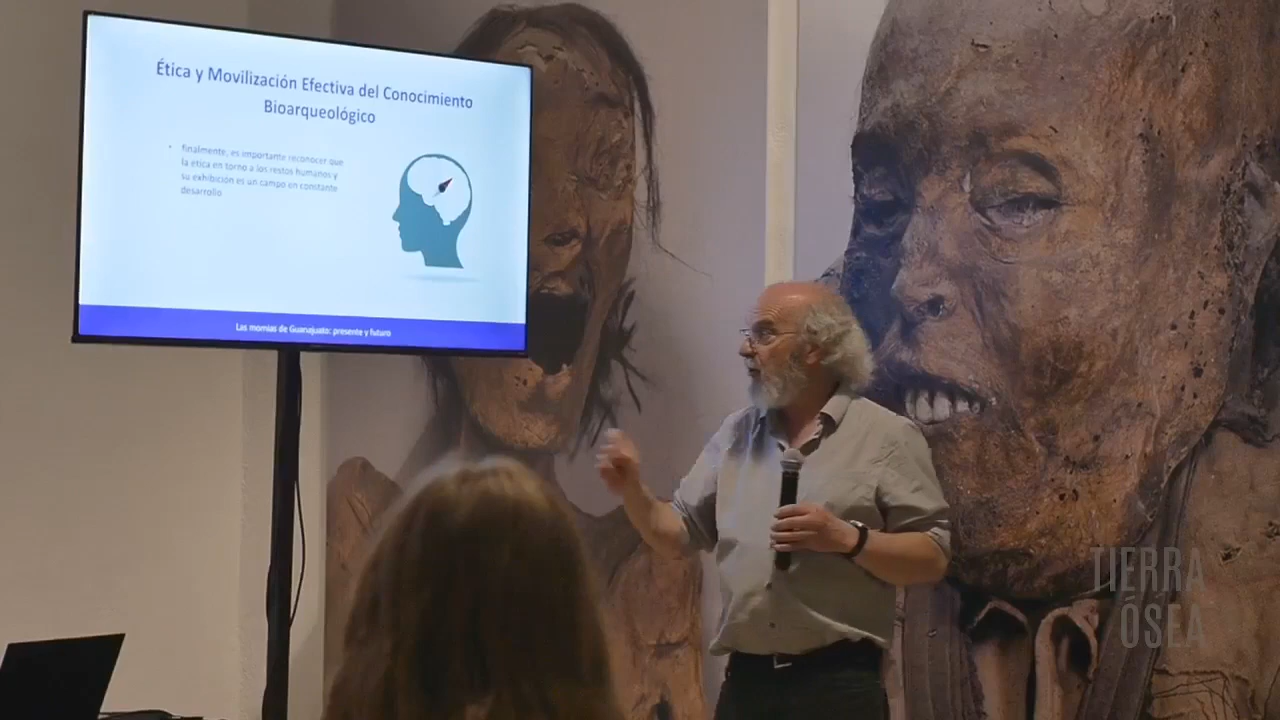 Ética y Movilización Efectiva del Conocimiento
Bioarqueológico
• finalmente, es importante reconocer que
la ética en torno a los restos humanos y
su exhibición es un campo en constante
desarrollo
Las momias de Guanajuato: presente y futuro
TIERRA
ÓSEA